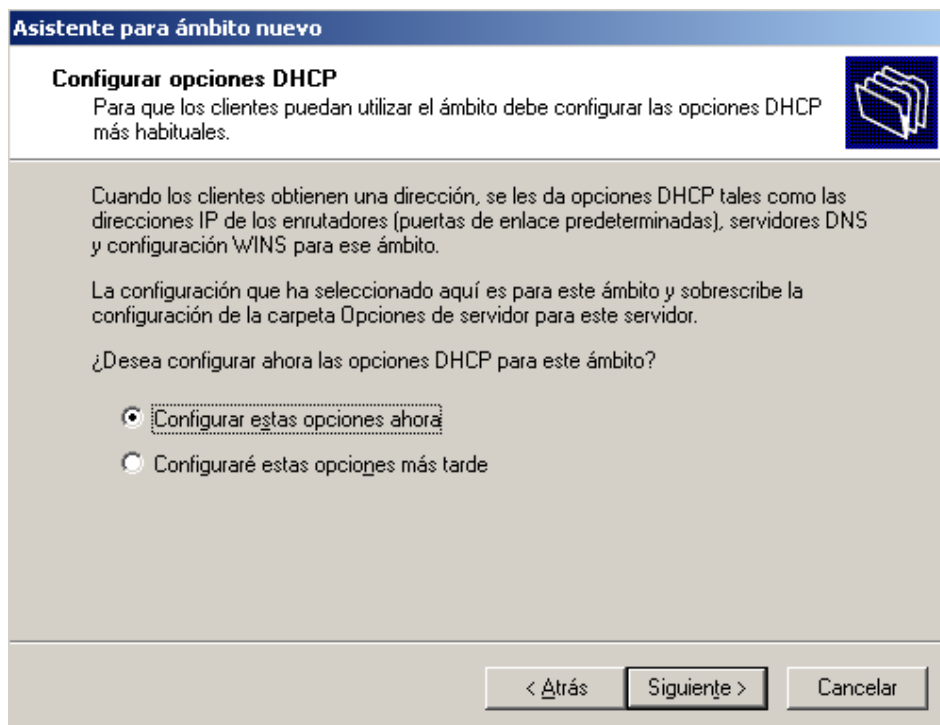 Asistente para ámbito nuevo
Configurar opciones DHCP
Para que los clientes puedan utilizar el ámbito debe configurar las opciones DHCP
más habituales.
Cuando los clientes obtienen una dirección, se les da opciones DHCP tales como las
direcciones IP de los enrutadores (puertas de enlace predeterminadas), servidores DNS
y configuración WINS para ese ámbito.
La configuración que ha seleccionado aquí es para este ámbito y sobrescribe la
configuración de la carpeta Opciones de servidor para este servidor.
¿Desea configurar ahora las opciones DHCP para este ámbito?
Configurar estas opciones ahora
Configuraré estas opciones más tarde
< Atrás
Siguiente >
Cancelar